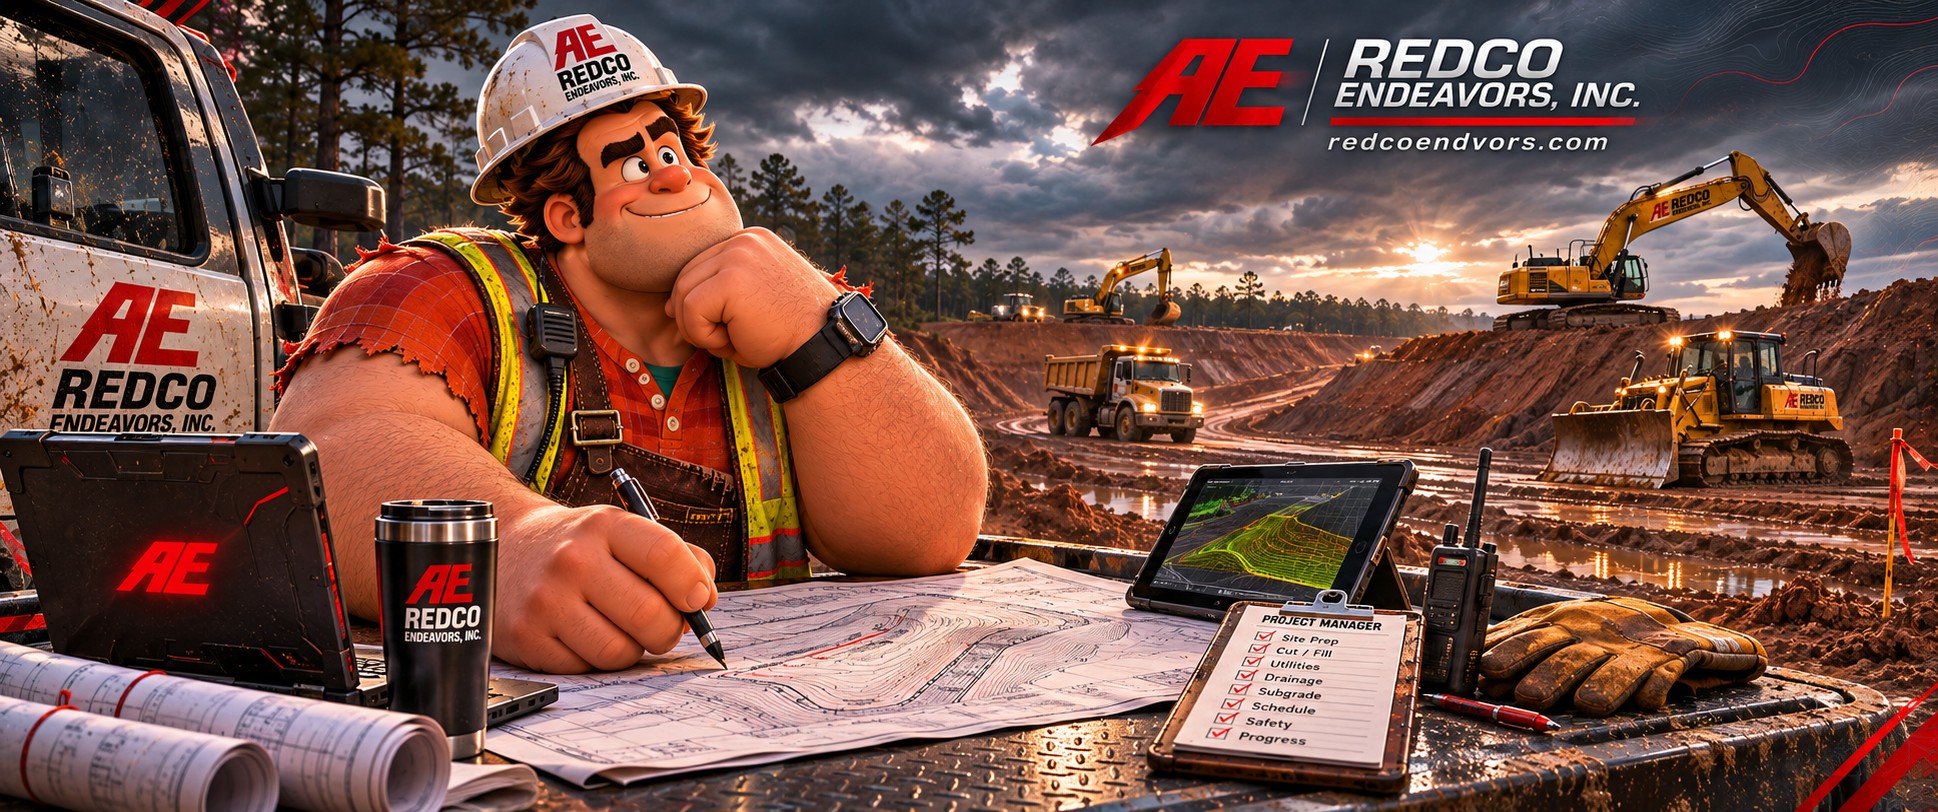 AE
REDCO
ENDEAVORS, INC.
AE
REDCO
ENDEAVORS, INC.
redcoendvors.com
AE REDCO
AE
REDCO
ENDEAVORS, INC.
AE REDCO
AE
AE
REDCO
ENDEAVORS, INC.
PROJECT MANAGER
Site Prep
Cut / Fill
Utilities
Drainage
Subgrade
Schedule
Safety
Progress